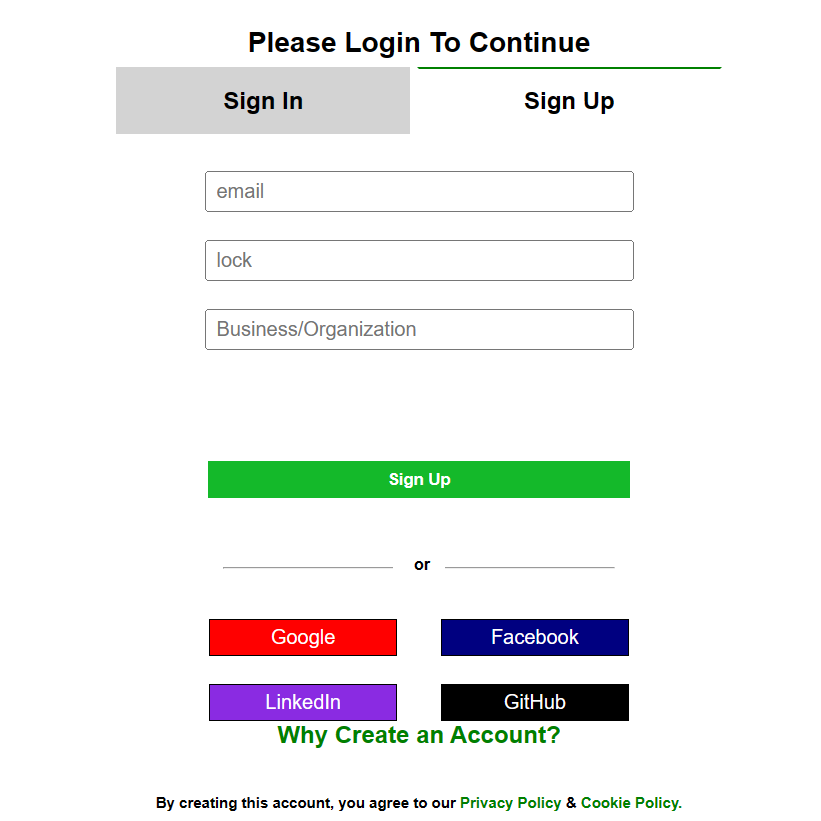 Please Login To Continue
Sign In Sign Up
email
lock
Business/Organization
Sign Up
or
Google Facebook
LinkedIn GitHub
Why Create an Account?
By creating this account, you agree to our Privacy Policy & Cookie Policy.